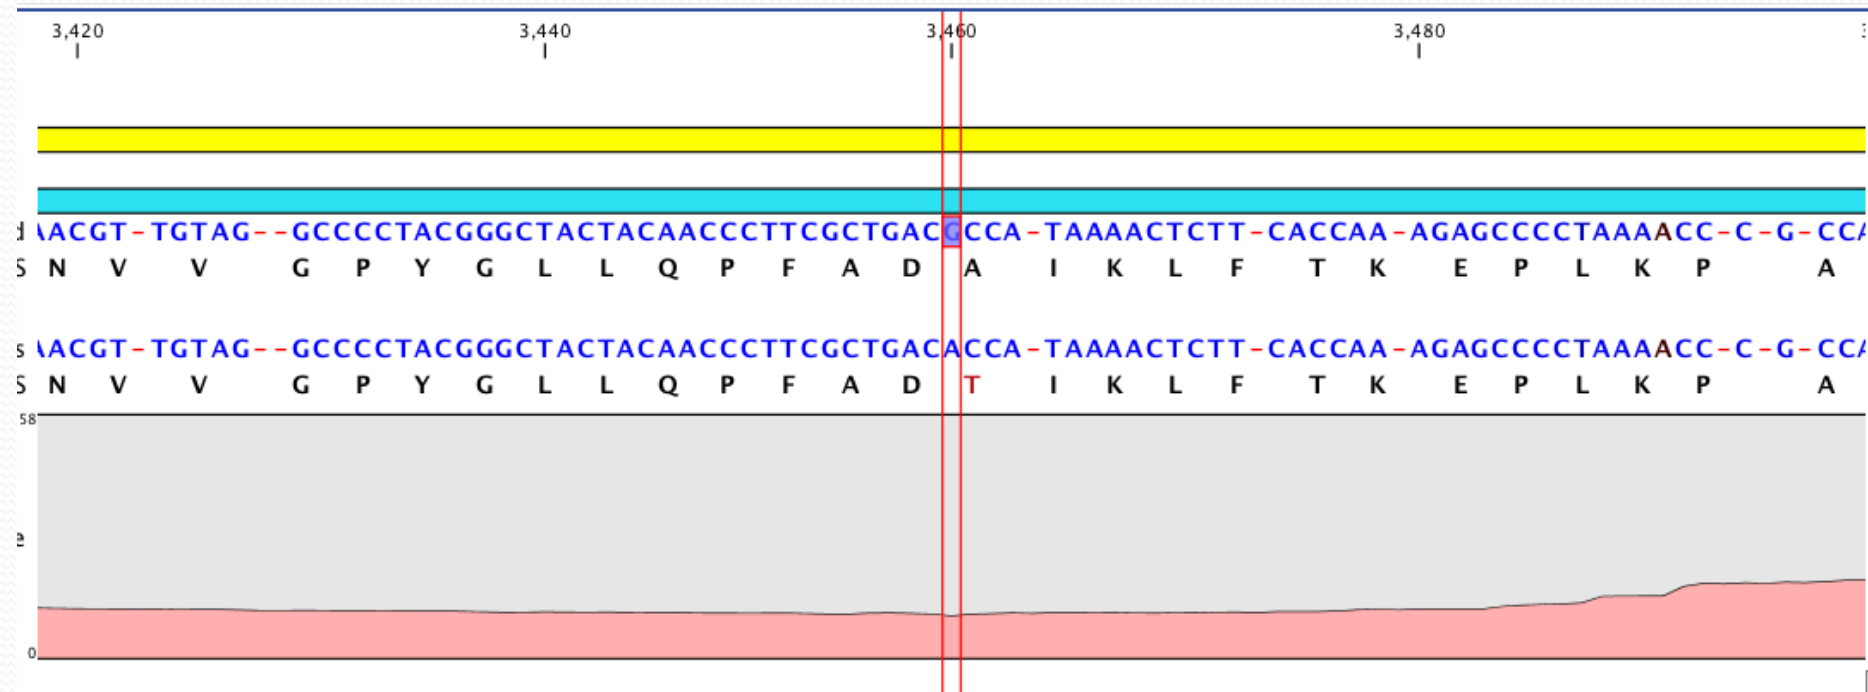 3,420 3,440 3,460 3,480
AACGT-TGTAG--GCCCCTACGGGCTACTACAACCCTTCGCTGACGCCA-TAAAACTCTT-CACCAA-AGAGCCCCTAAAACC-C-G-CCA
S N V V G P Y G L L Q P F A D A I K L F T K E P L K P A
s AACGT-TGTAG--GCCCCTACGGGCTACTACAACCCTTCGCTGACACCA-TAAAACTCTT-CACCAA-AGAGCCCCTAAAACC-C-G-CCA
S N V V G P Y G L L Q P F A D T I K L F T K E P L K P A
58
e
0